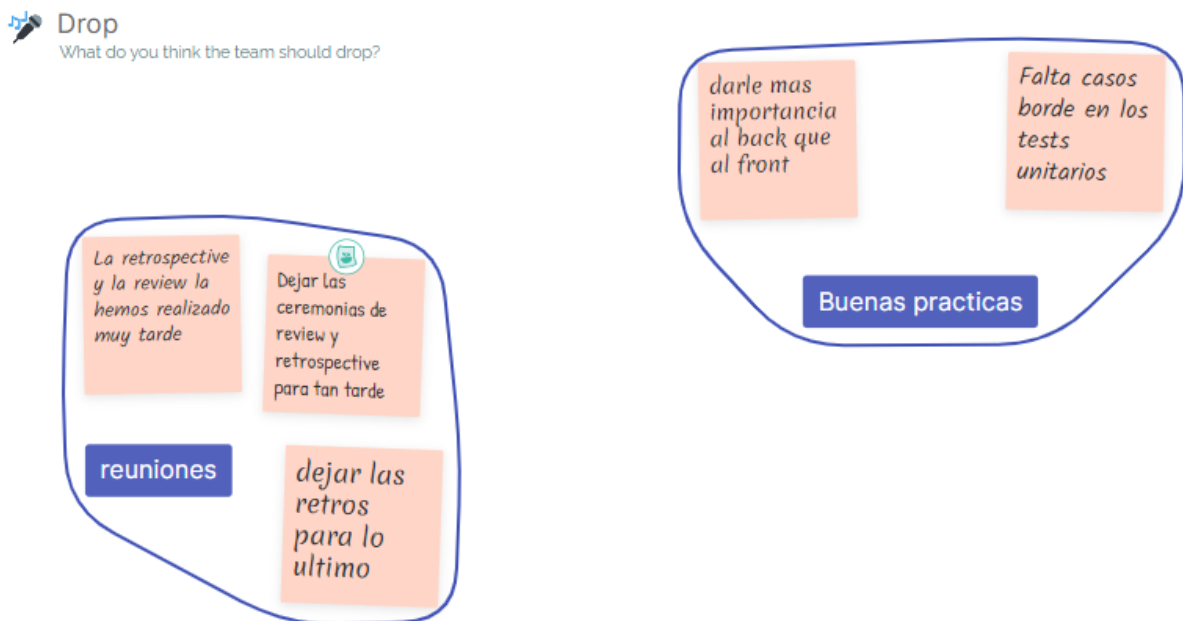 Drop
What do you think the team should drop?
darle mas
importancia
al back que
al front
Falta casos
borde en los
tests
unitarios
Buenas practicas
La retrospective
y la review la
hemos realizado
muy tarde
Dejar las
ceremonias de
review y
retrospective
para tan tarde
reuniones
dejar las
retros
para lo
ultimo